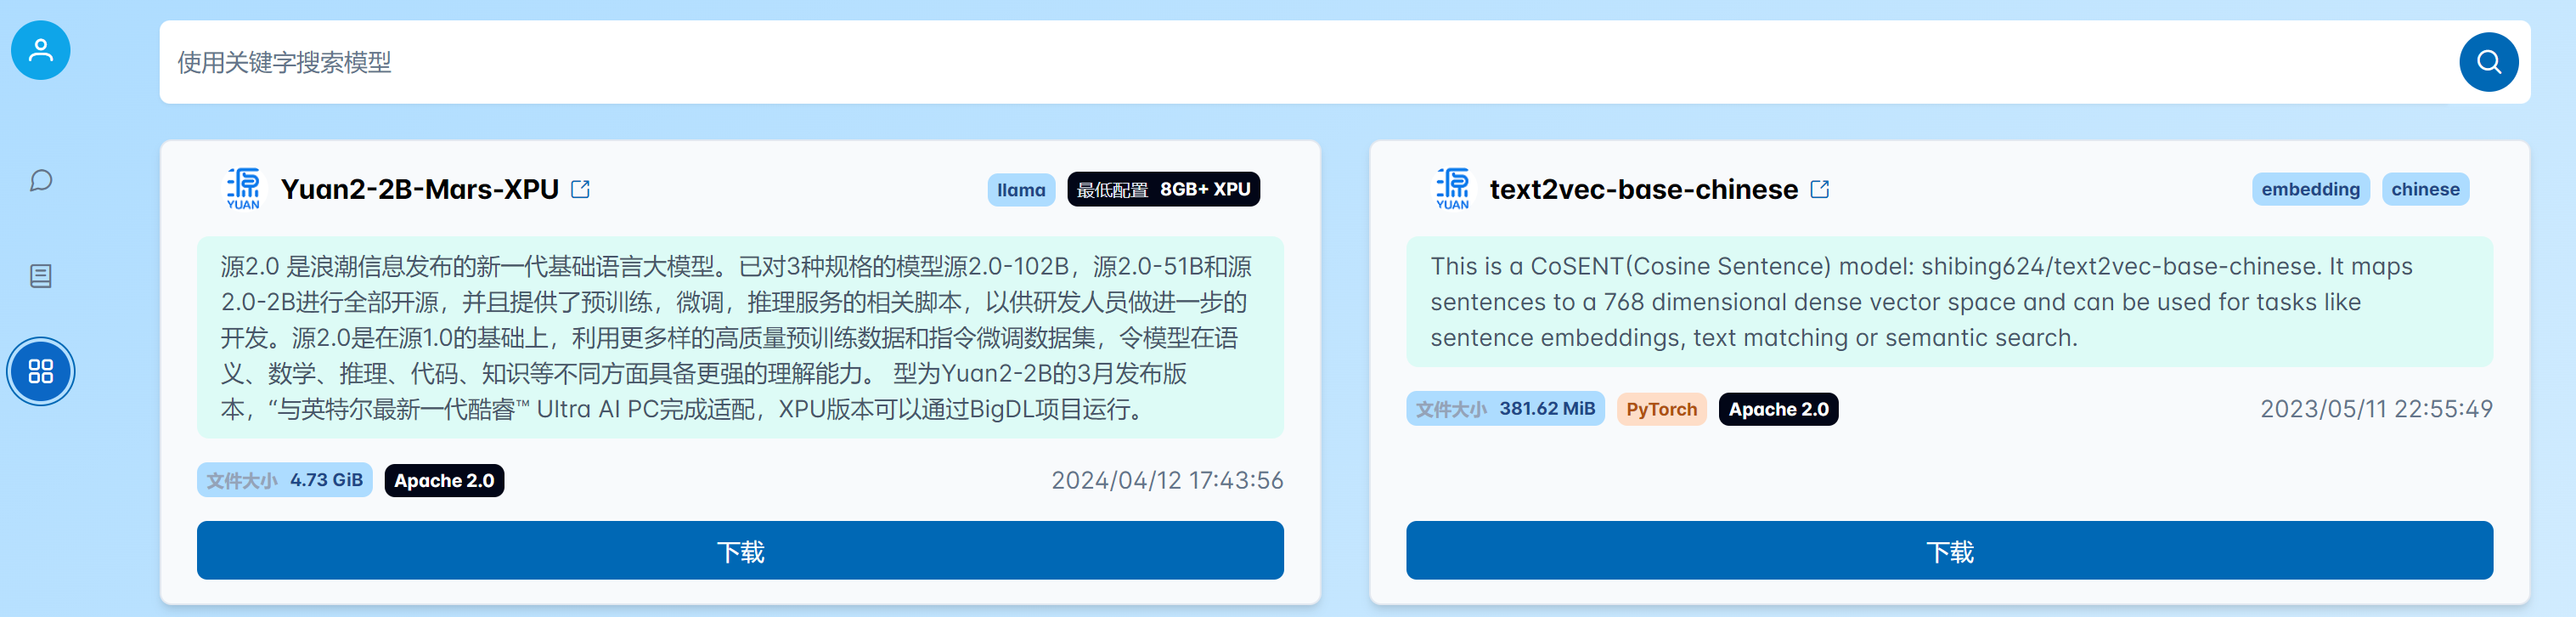 使用关键字搜索模型
源 YUAN
Yuan2-2B-Mars-XPU
llama
最低配置 8GB+ XPU
源2.0 是浪潮信息发布的新一代基础语言大模型。已对3种规格的模型源2.0-102B，源2.0-51B和源
2.0-2B进行全部开源，并且提供了预训练，微调，推理服务的相关脚本，以供研发人员做进一步的
开发。源2.0是在源1.0的基础上，利用更多样的高质量预训练数据和指令微调数据集，令模型在语
义、数学、推理、代码、知识等不同方面具备更强的理解能力。 型为Yuan2-2B的3月发布版
本，“与英特尔最新一代酷睿™ Ultra AI PC完成适配，XPU版本可以通过BigDL项目运行。
文件大小 4.73 GiB
Apache 2.0
2024/04/12 17:43:56
下载
源 YUAN
text2vec-base-chinese
embedding
chinese
This is a CoSENT(Cosine Sentence) model: shibing624/text2vec-base-chinese. It maps
sentences to a 768 dimensional dense vector space and can be used for tasks like
sentence embeddings, text matching or semantic search.
文件大小 381.62 MiB
PyTorch
Apache 2.0
2023/05/11 22:55:49
下载